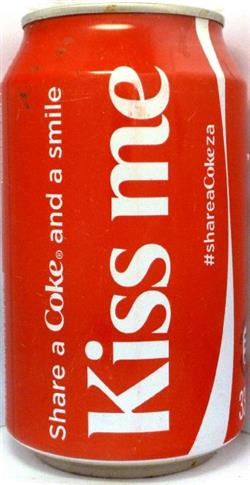 Share a Coke® and a smile
Kiss me
#shareaCokeza